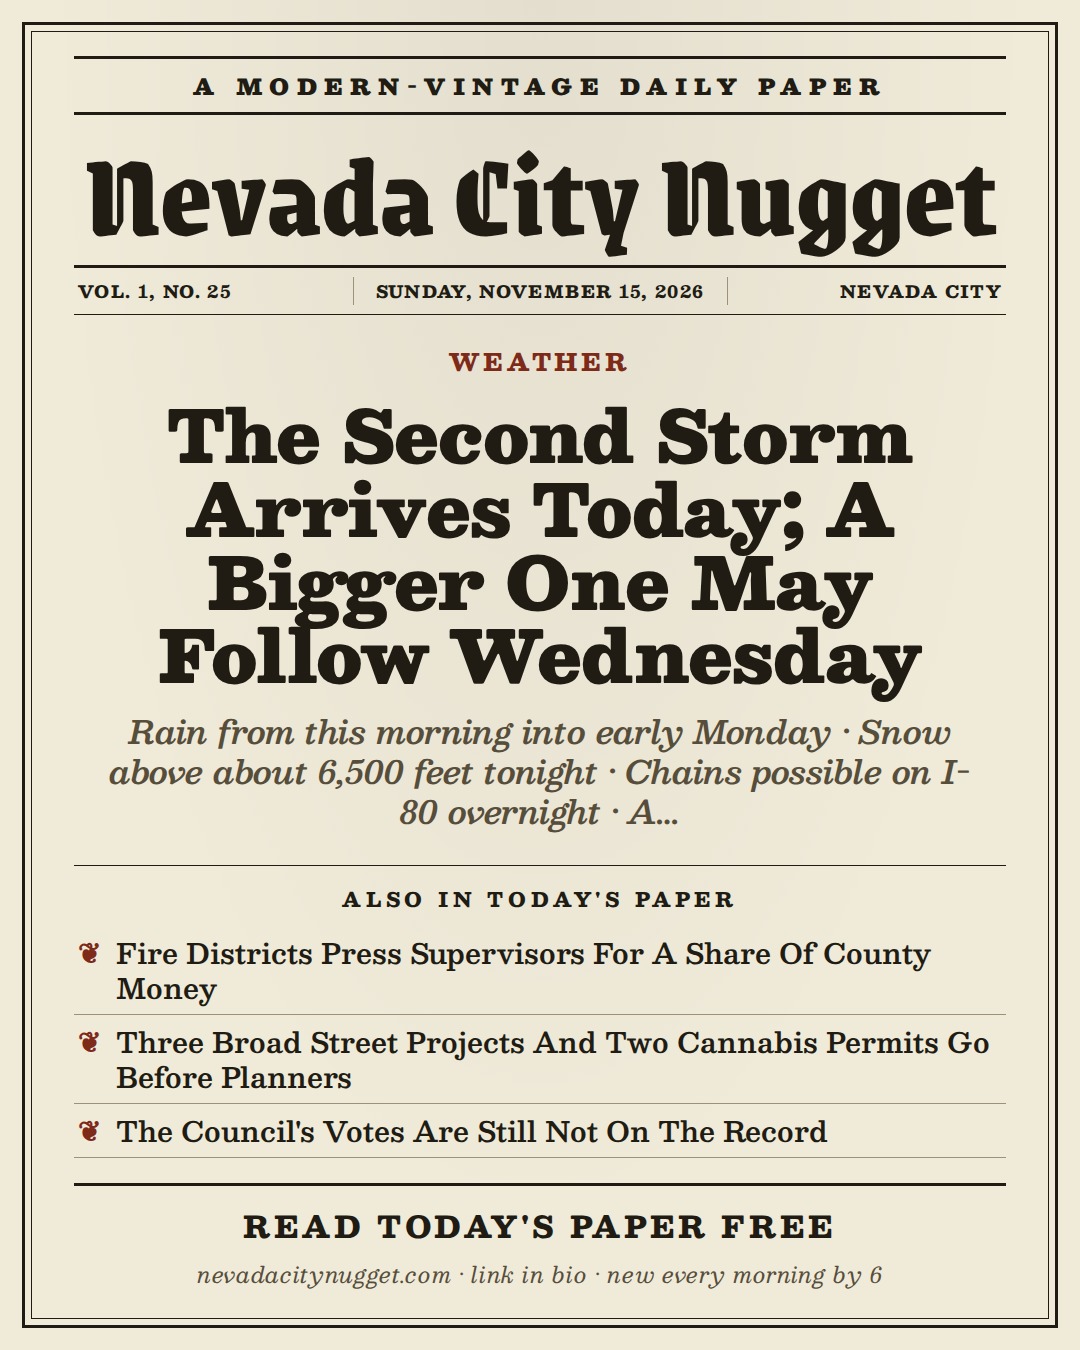 A MODERN-VINTAGE DAILY PAPER
Nevada City Nugget
VOL. 1, NO. 25
SUNDAY, NOVEMBER 15, 2026
NEVADA CITY
WEATHER
The Second Storm
Arrives Today; A
Bigger One May
Follow Wednesday
Rain from this morning into early Monday · Snow
above about 6,500 feet tonight · Chains possible on I-
80 overnight · A...
ALSO IN TODAY'S PAPER
❦ Fire Districts Press Supervisors For A Share Of County
Money
❦ Three Broad Street Projects And Two Cannabis Permits Go
Before Planners
❦ The Council's Votes Are Still Not On The Record
READ TODAY'S PAPER FREE
nevadacitynugget.com · link in bio · new every morning by 6